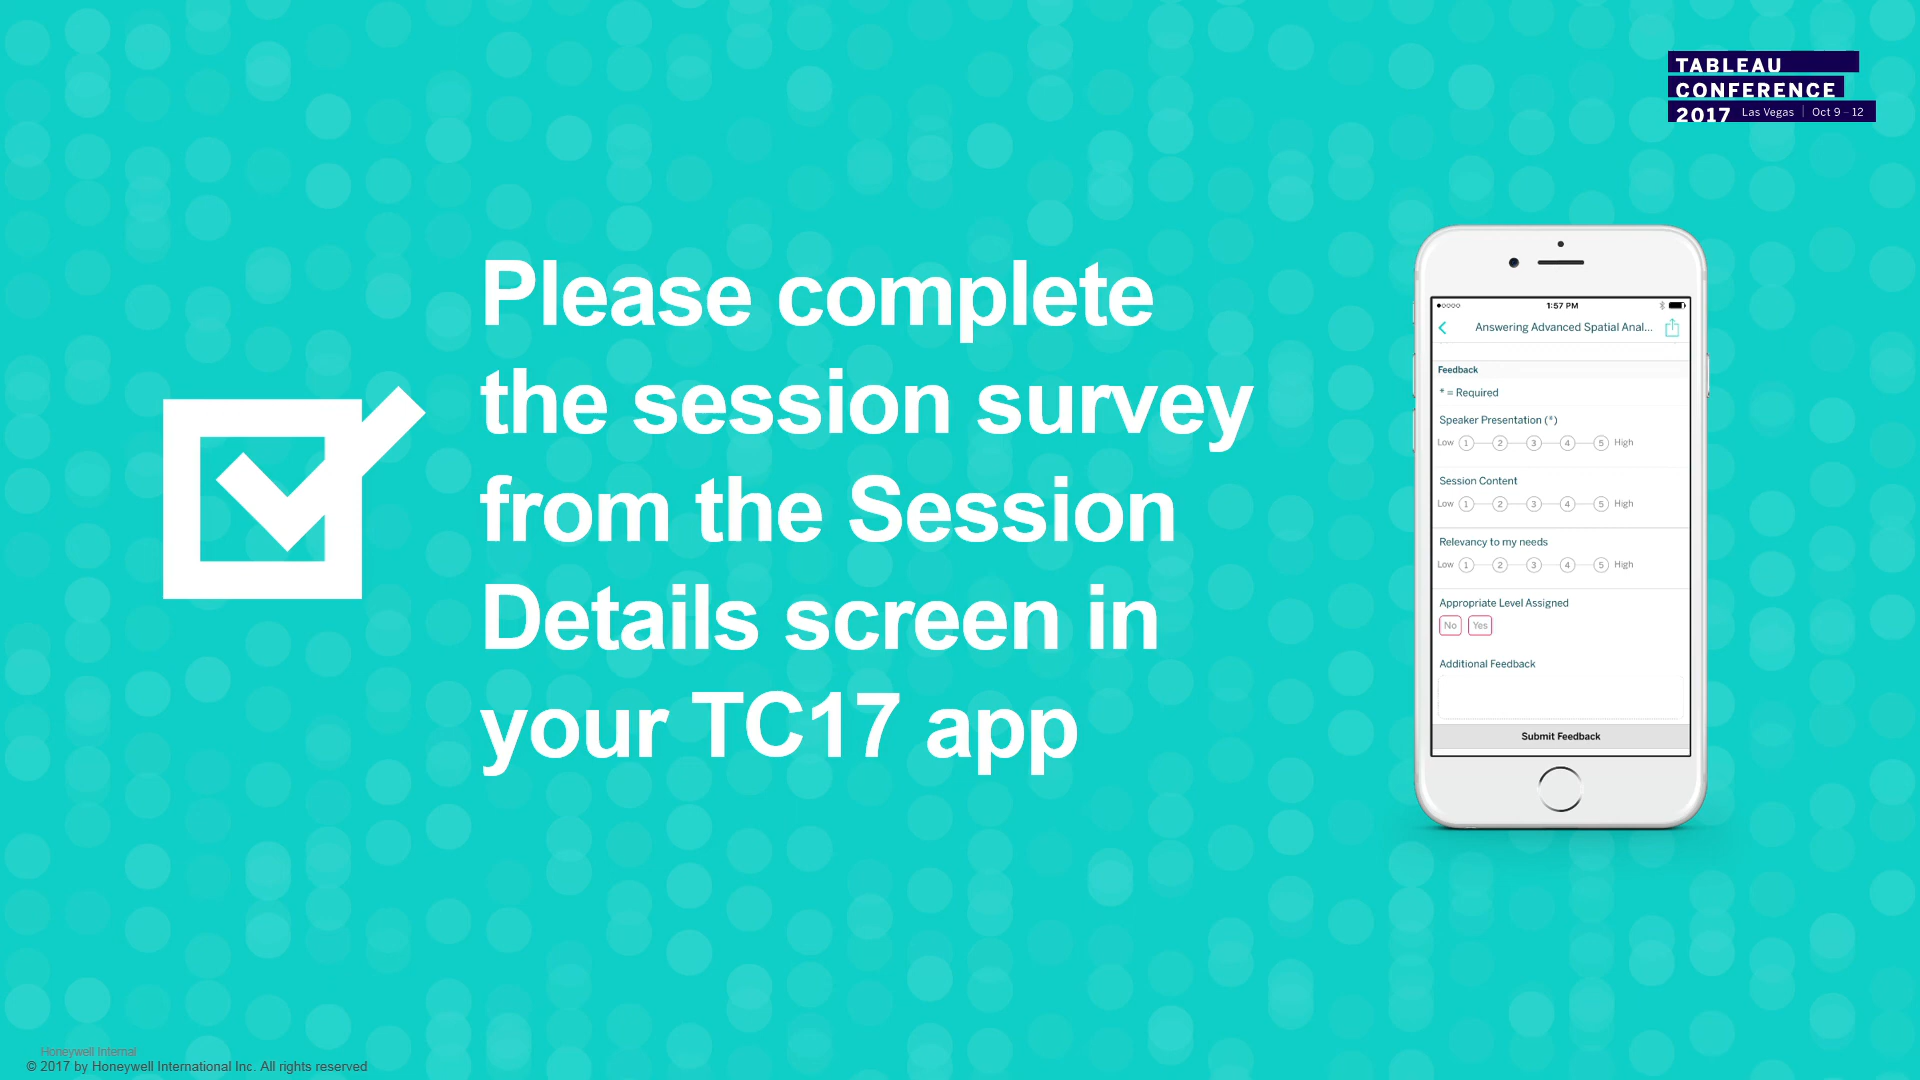 TABLEAU
CONFERENCE
2017 Las Vegas | Oct 9 - 12
Please complete
the session survey
from the Session
Details screen in
your TC17 app
1:57 PM
Answering Advanced Spatial Anal...
Feedback
* = Required
Speaker Presentation (*)
Low 1 2 3 4 5 High
Session Content
Low 1 2 3 4 5 High
Relevancy to my needs
Low 1 2 3 4 5 High
Appropriate Level Assigned
No Yes
Additional Feedback
Submit Feedback
Honeywell Internal
© 2017 by Honeywell International Inc. All rights reserved